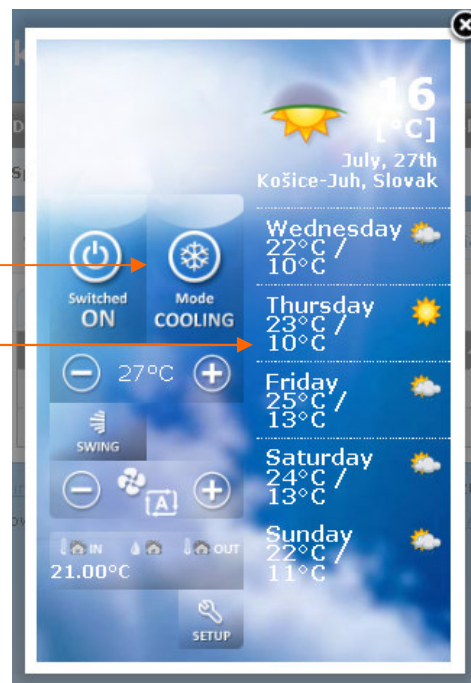 16
[°C]
July, 27th
Košice-Juh, Slovak
Switched
ON
Mode
COOLING
27°C
SWING
A
IN
OUT
21.00°C
SETUP
Wednesday
22°C /
10°C
Thursday
23°C /
10°C
Friday
25°C /
13°C
Saturday
24°C /
13°C
Sunday
22°C /
11°C